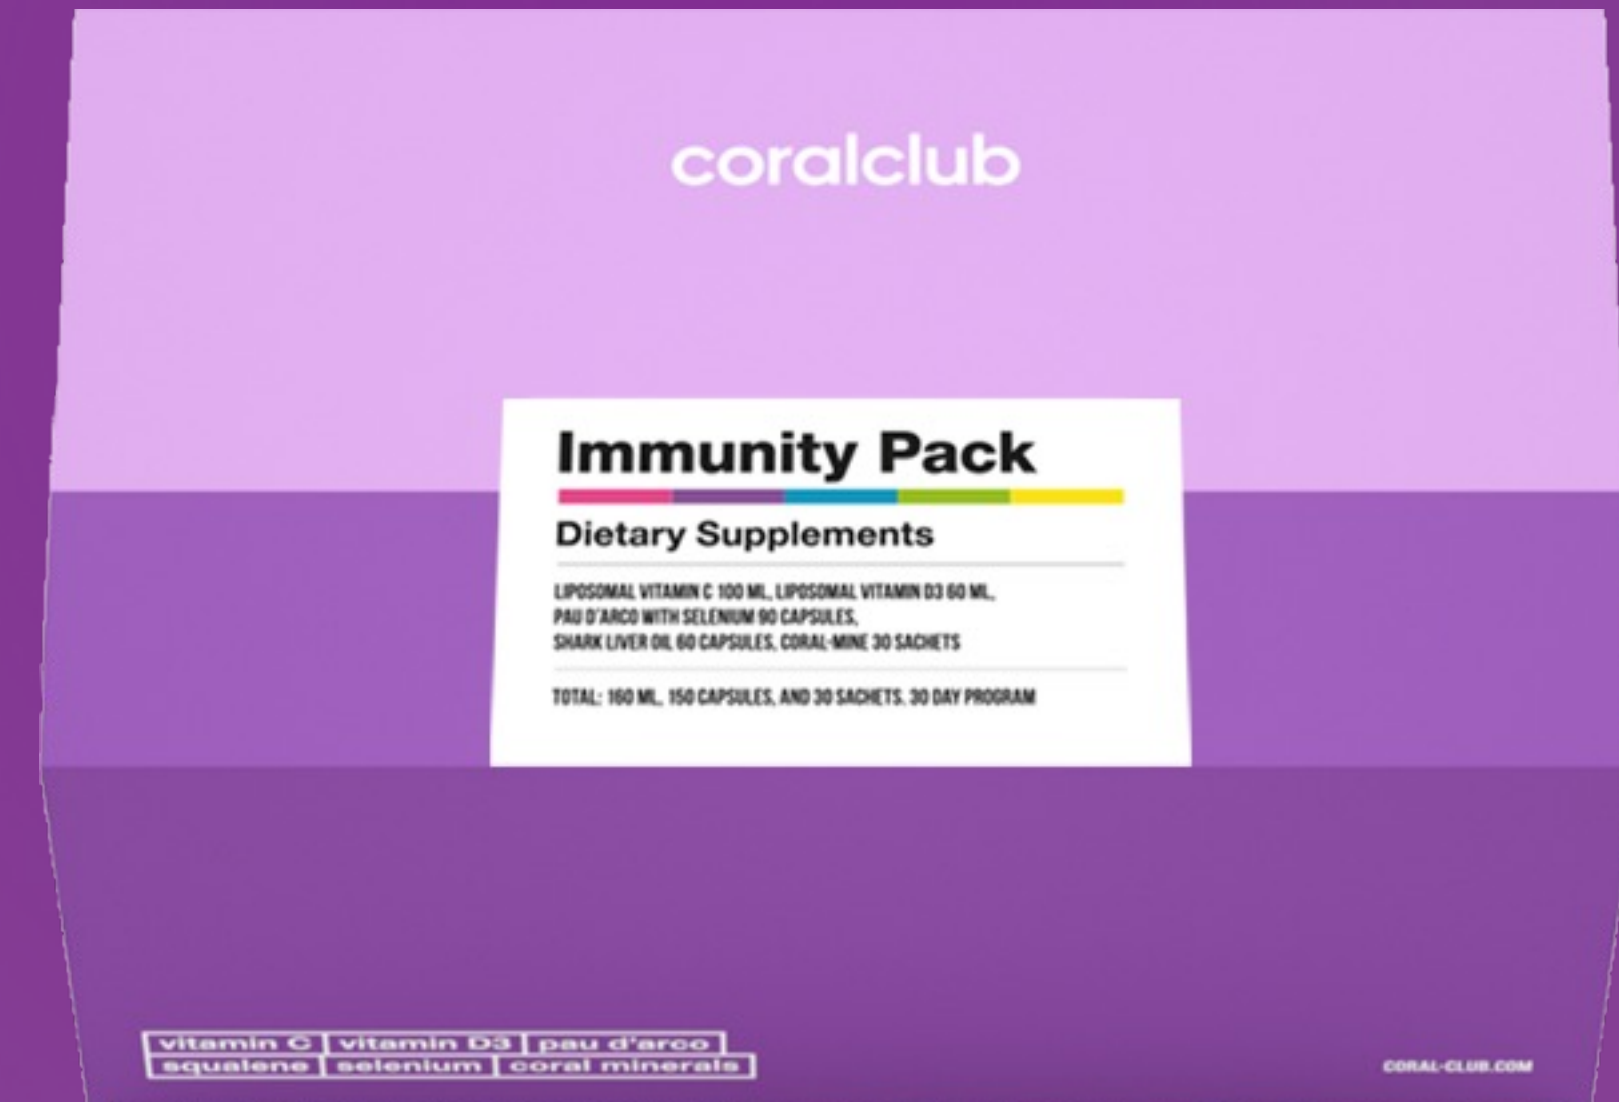 coralclub
Immunity Pack
Dietary Supplements
LIPOSOMAL VITAMIN C 100 ML, LIPOSOMAL VITAMIN D3 60 ML,
PAU D'ARCO WITH SELENIUM 90 CAPSULES,
SHARK LIVER OIL 60 CAPSULES, CORAL-MINE 30 SACHETS
TOTAL: 160 ML, 150 CAPSULES, AND 30 SACHETS. 30 DAY PROGRAM
vitamin C vitamin D3 pau d'arco
squalene selenium coral minerals
CORAL-CLUB.COM